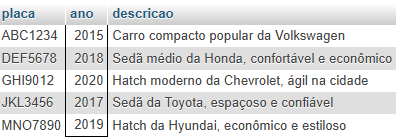 placa ano descricao
ABC1234 2015 Carro compacto popular da Volkswagen
DEF5678 2018 Sedã médio da Honda, confortável e econômico
GHI9012 2020 Hatch moderno da Chevrolet, ágil na cidade
JKL3456 2017 Sedã da Toyota, espaçoso e confiável
MNO7890 2019 Hatch da Hyundai, econômico e estiloso